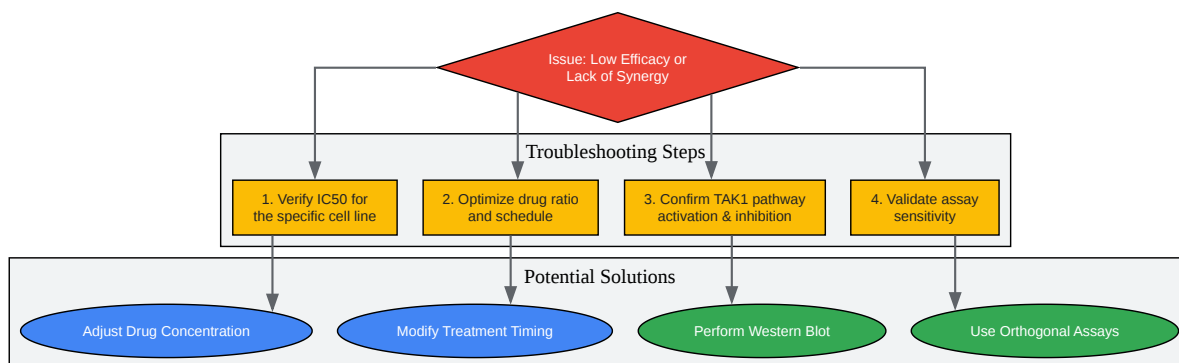 Issue: Low Efficacy or
Lack of Synergy
Troubleshooting Steps
1. Verify IC50 for
the specific cell line
2. Optimize drug ratio
and schedule
3. Confirm TAK1 pathway
activation & inhibition
4. Validate assay
sensitivity
Potential Solutions
Adjust Drug Concentration
Modify Treatment Timing
Perform Western Blot
Use Orthogonal Assays